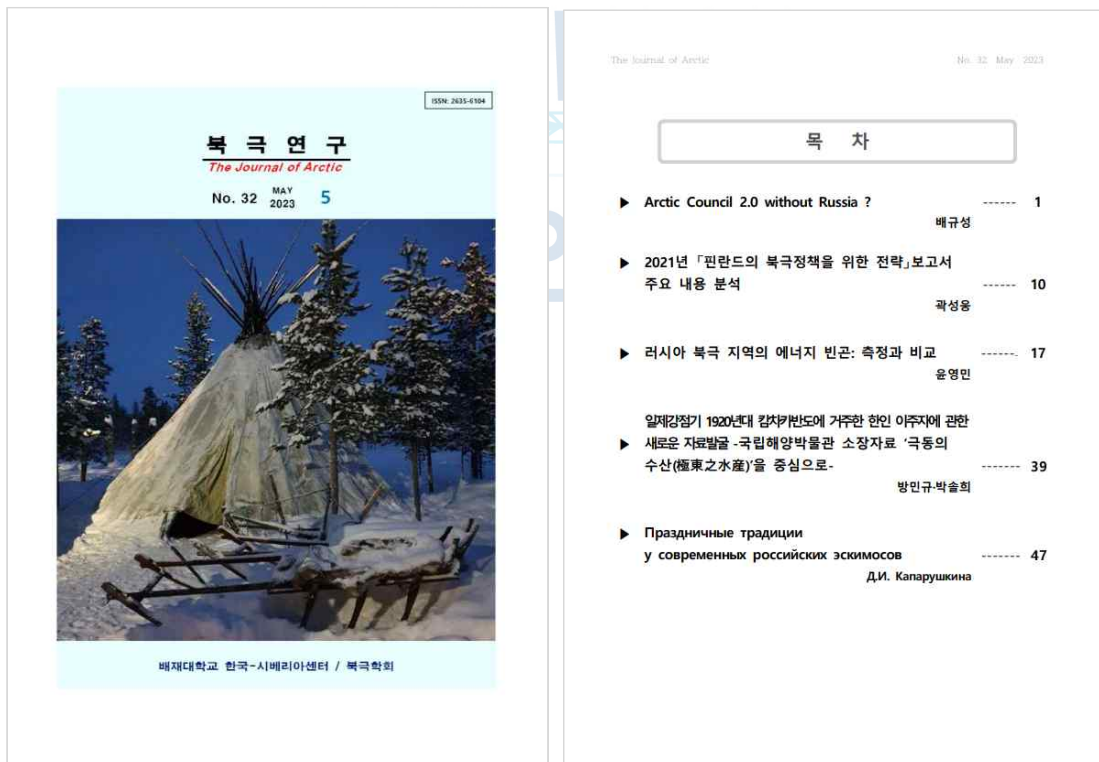 ISSN: 2635-6104
북 극 연 구
The Journal of Arctic
No. 32 MAY 2023 5
배재대학교 한국-시베리아센터 / 북극학회
The Journal of Arctic No. 32 May 2023
목 차
▶ Arctic Council 2.0 without Russia ? ------ 1
배규성
▶ 2021년 「핀란드의 북극정책을 위한 전략」보고서
주요 내용 분석 ------ 10
곽성웅
▶ 러시아 북극 지역의 에너지 빈곤: 측정과 비교 ------. 17
윤영민
일제강점기 1920년대 캄차카반도에 거주한 한인 이주자에 관한
▶ 새로운 자료발굴 -국립해양박물관 소장자료 '극동의
수산(極東之水産)'을 중심으로- ------- 39
방민규·박솔희
▶ Праздничные традиции
у современных российских эскимосов ------- 47
Д.И. Капарушкина